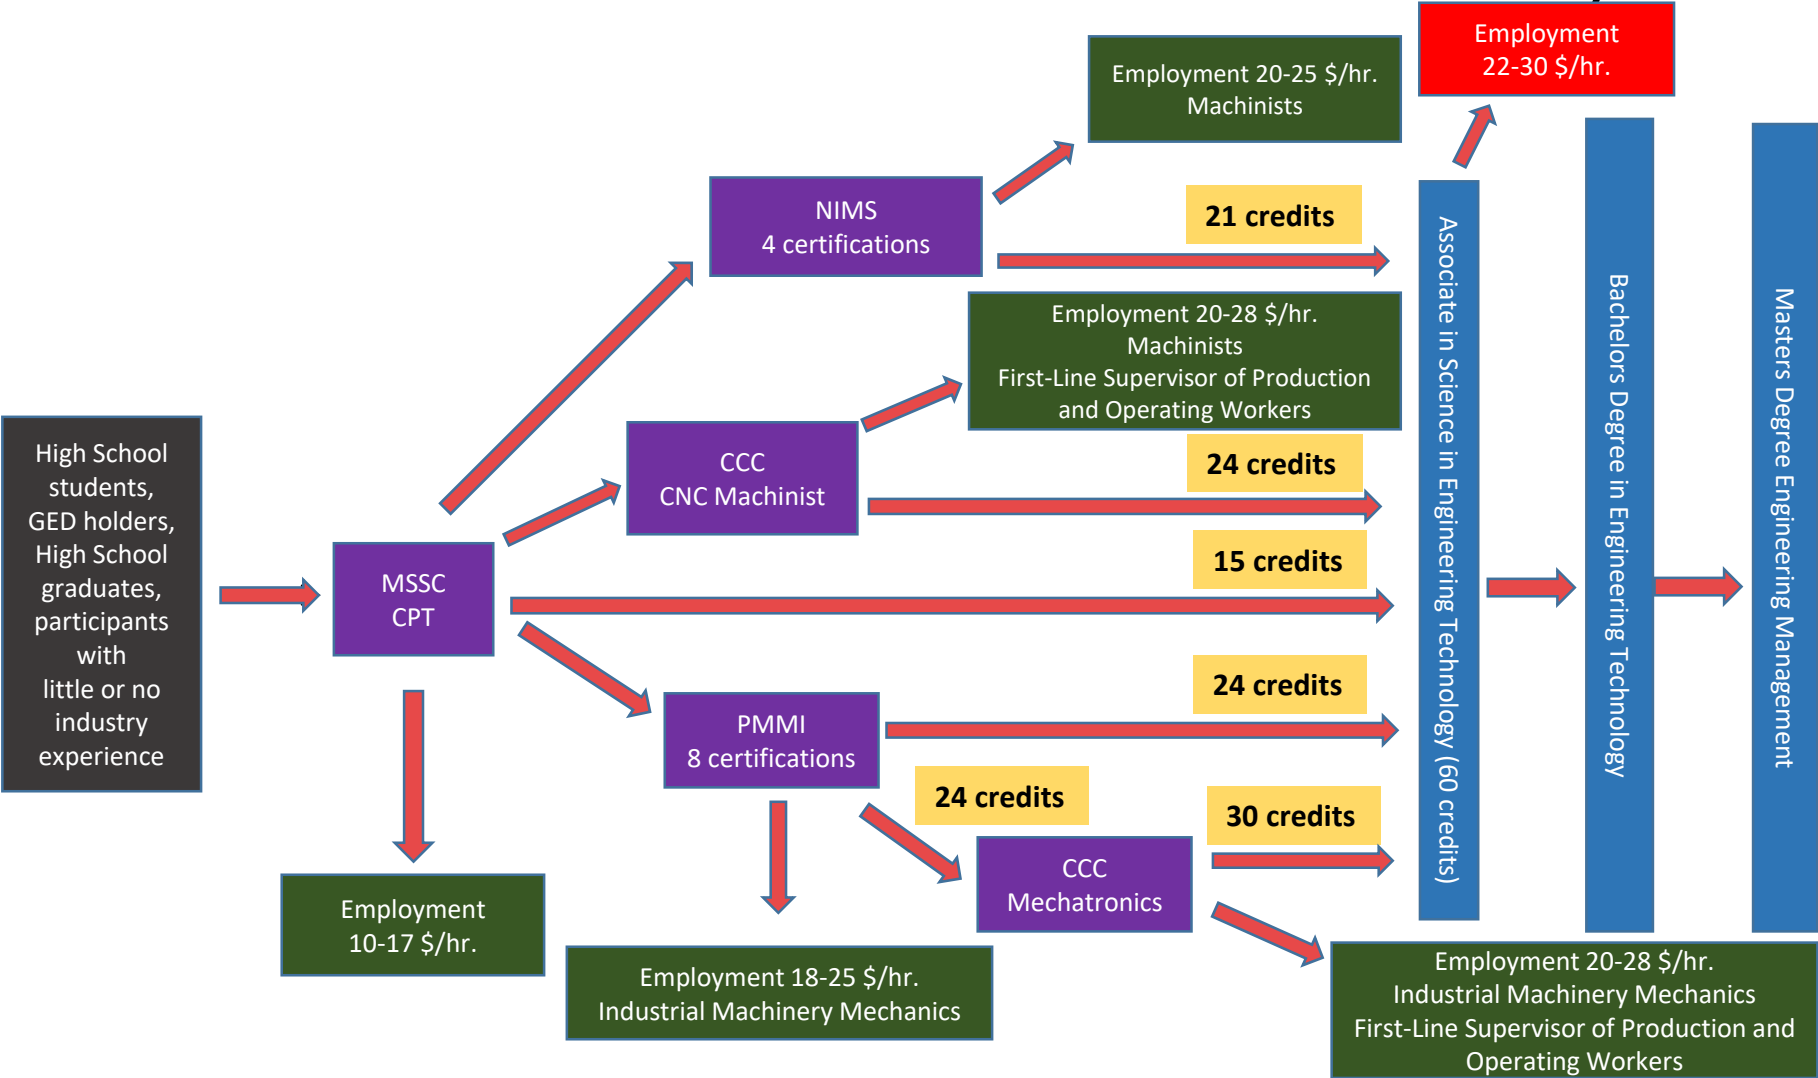 Employment
22-30 $/hr.
Employment 20-25 $/hr.
Machinists
NIMS
4 certifications
21 credits
Employment 20-28 $/hr.
Machinists
First-Line Supervisor of Production
and Operating Workers
CCC
CNC Machinist
24 credits
High School
students,
GED holders,
High School
graduates,
participants
with
little or no
industry
experience
MSSC
CPT
15 credits
PMMI
8 certifications
24 credits
24 credits
30 credits
CCC
Mechatronics
Employment
10-17 $/hr.
Employment 18-25 $/hr.
Industrial Machinery Mechanics
Employment 20-28 $/hr.
Industrial Machinery Mechanics
First-Line Supervisor of Production and
Operating Workers
Associate in Science in Engineering Technology (60 credits)
Bachelors Degree in Engineering Technology
Masters Degree Engineering Management